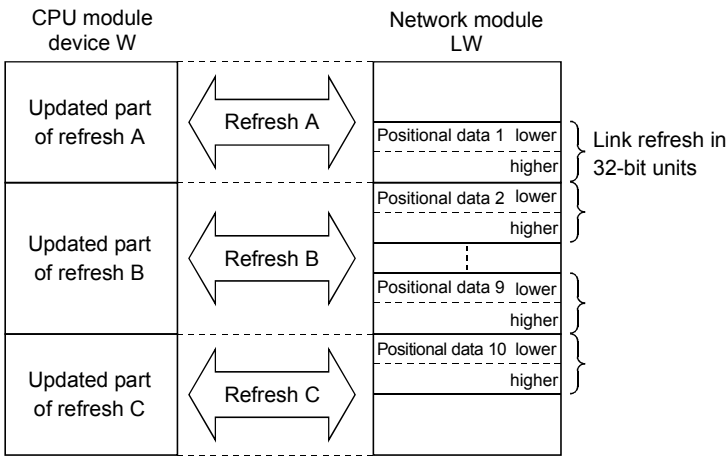 CPU module
device W
Network module
LW
Updated part
of refresh A
Refresh A
Positional data 1 lower
higher
Link refresh in
32-bit units
Positional data 2 lower
higher
Updated part
of refresh B
Refresh B
Positional data 9 lower
higher
Positional data 10 lower
higher
Updated part
of refresh C
Refresh C